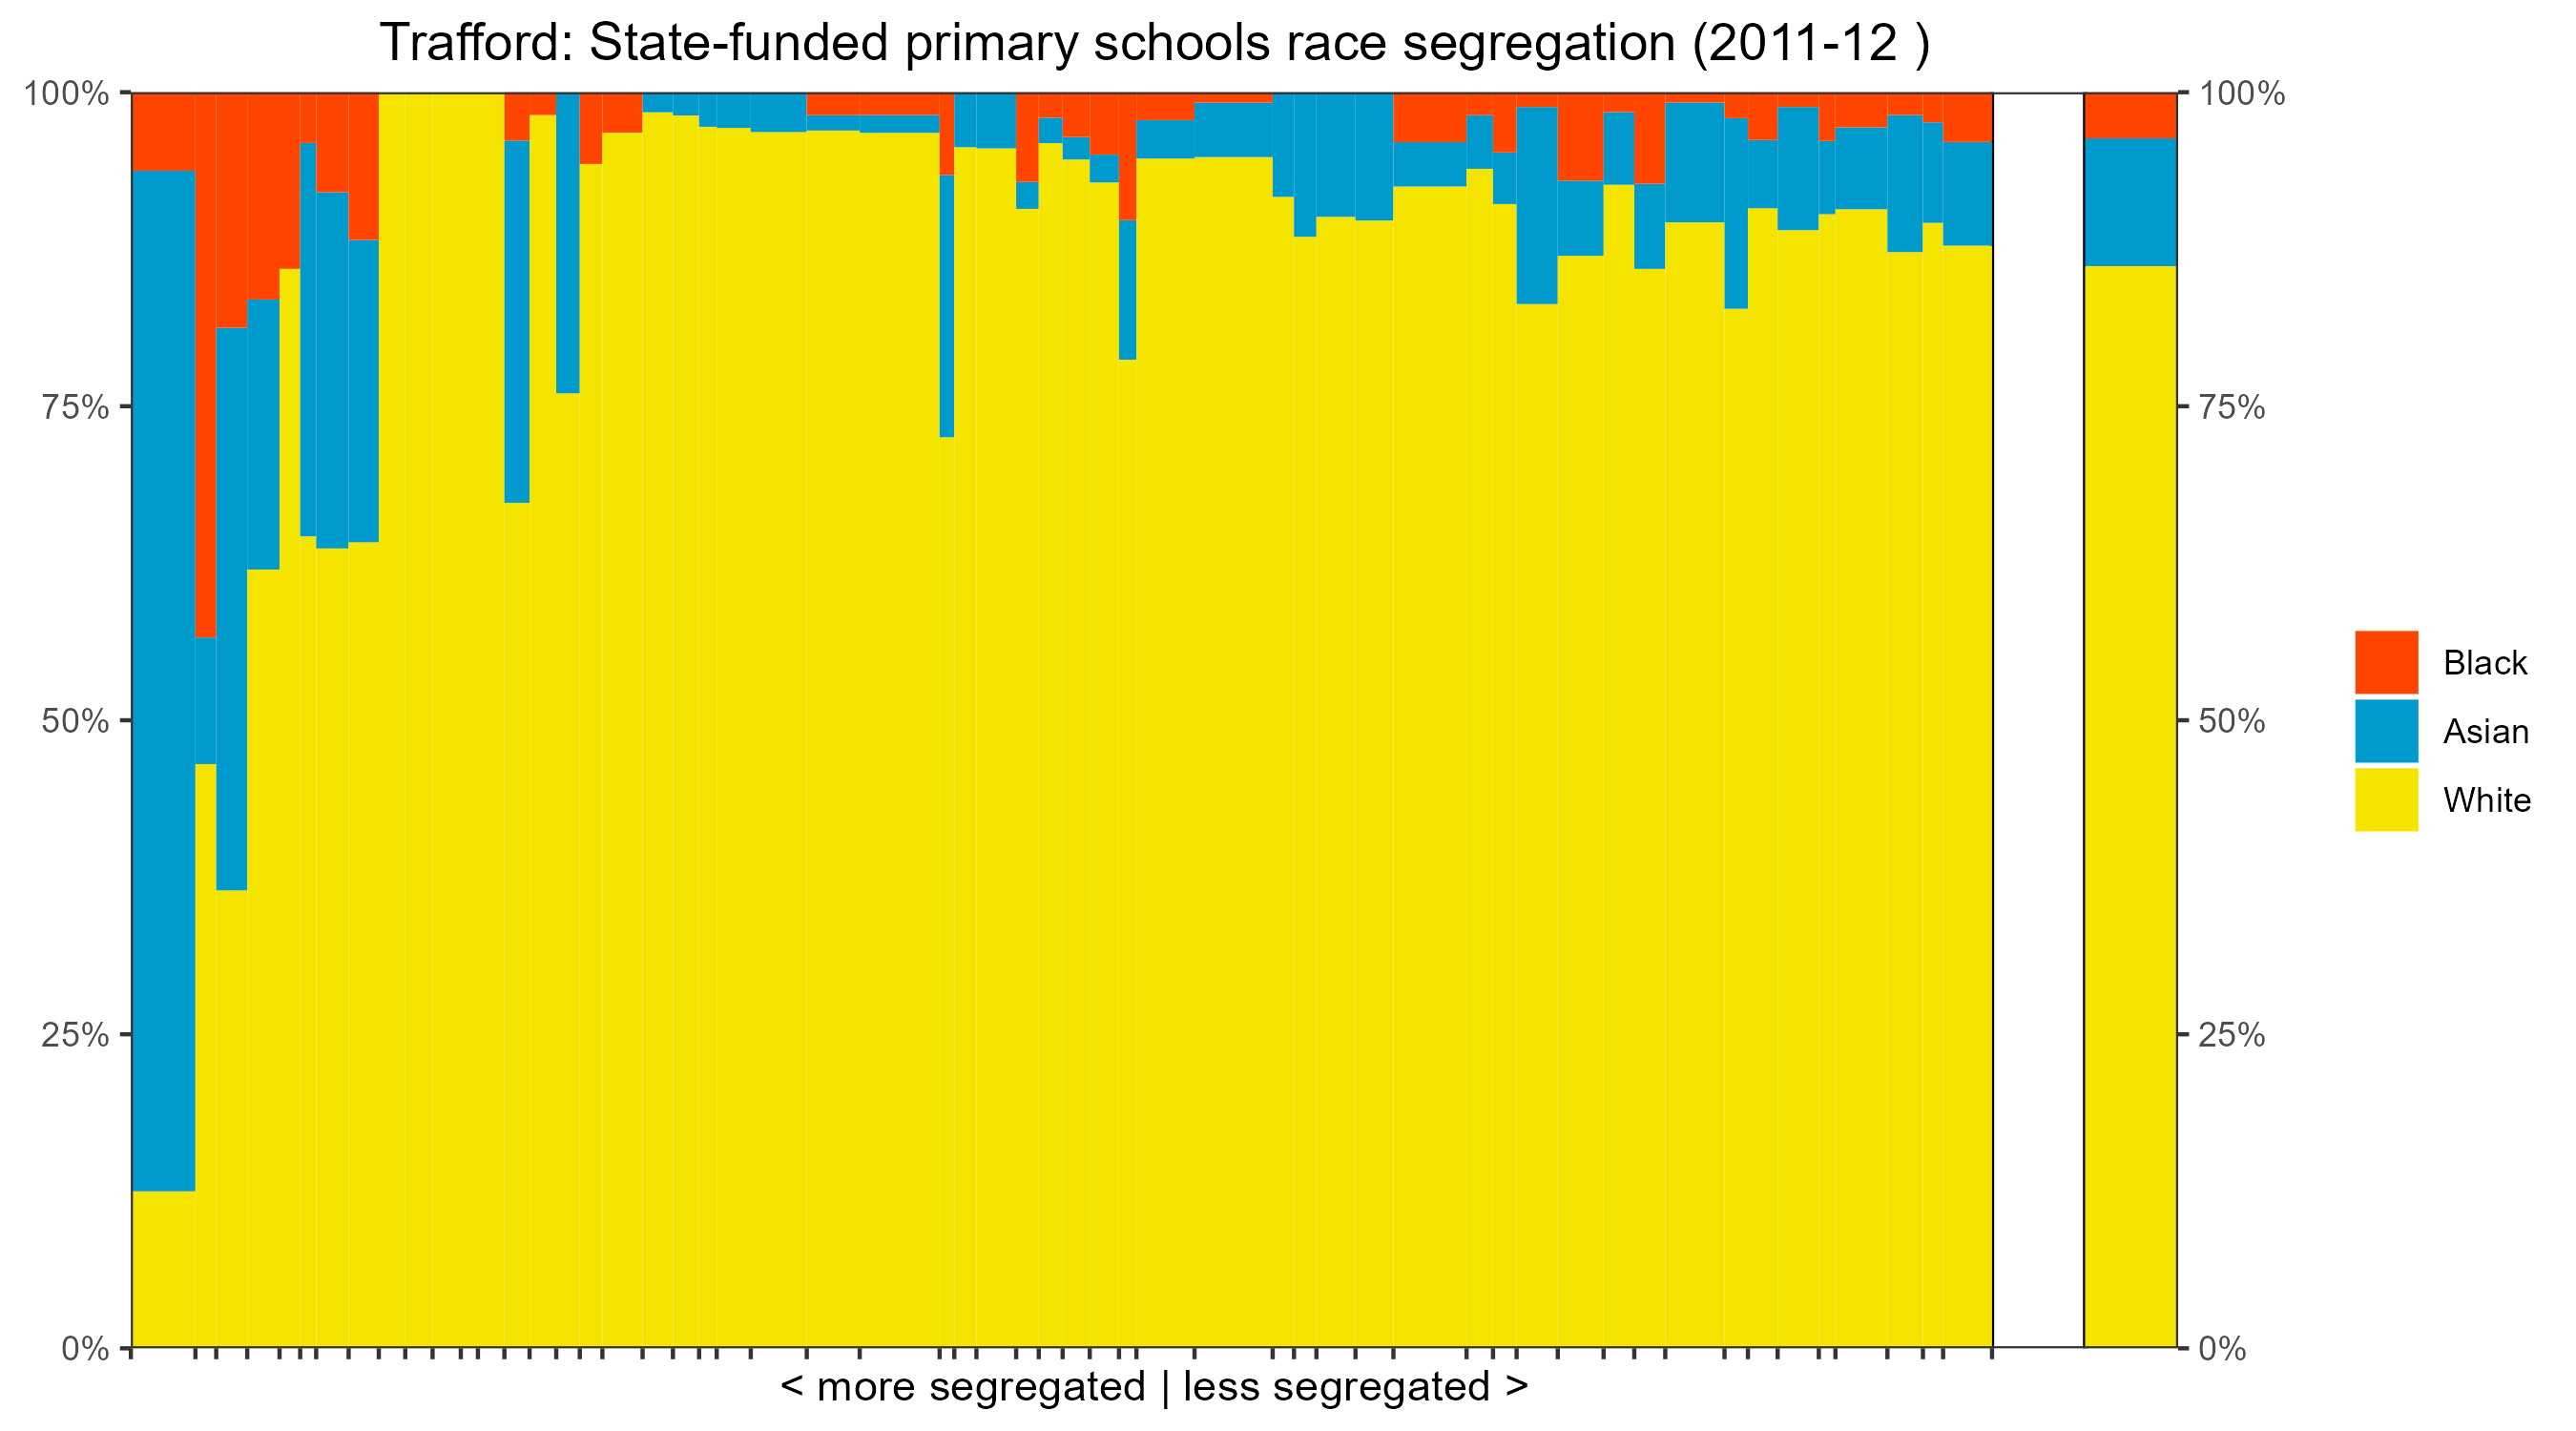 Trafford: State-funded primary schools race segregation (2011-12 )
100%
75%
50%
25%
0%
100%
75%
50%
25%
0%
Black
Asian
White
< more segregated | less segregated >